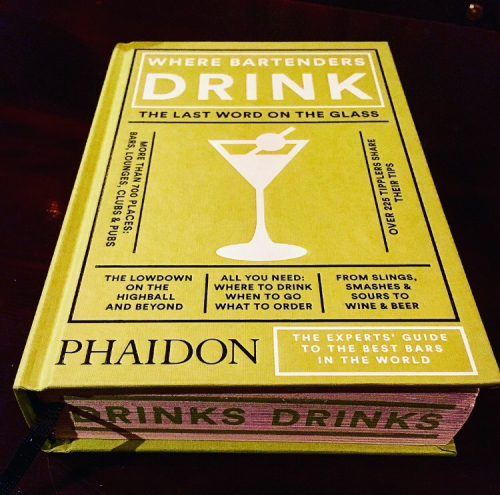 WHERE BARTENDERS
DRINK
THE LAST WORD ON THE GLASS
MORE THAN 700 PLACES:
BARS, LOUNGES, CLUBS & PUBS
OVER 225 TIPPLERS SHARE
THEIR TIPS
THE LOWDOWN
ON THE
HIGHBALL
AND BEYOND
ALL YOU NEED:
WHERE TO DRINK
WHEN TO GO
WHAT TO ORDER
FROM SLINGS,
SMASHES &
SOURS TO
WINE & BEER
PHAIDON
THE EXPERTS' GUIDE
TO THE BEST BARS
IN THE WORLD
DRINKS DRINKS